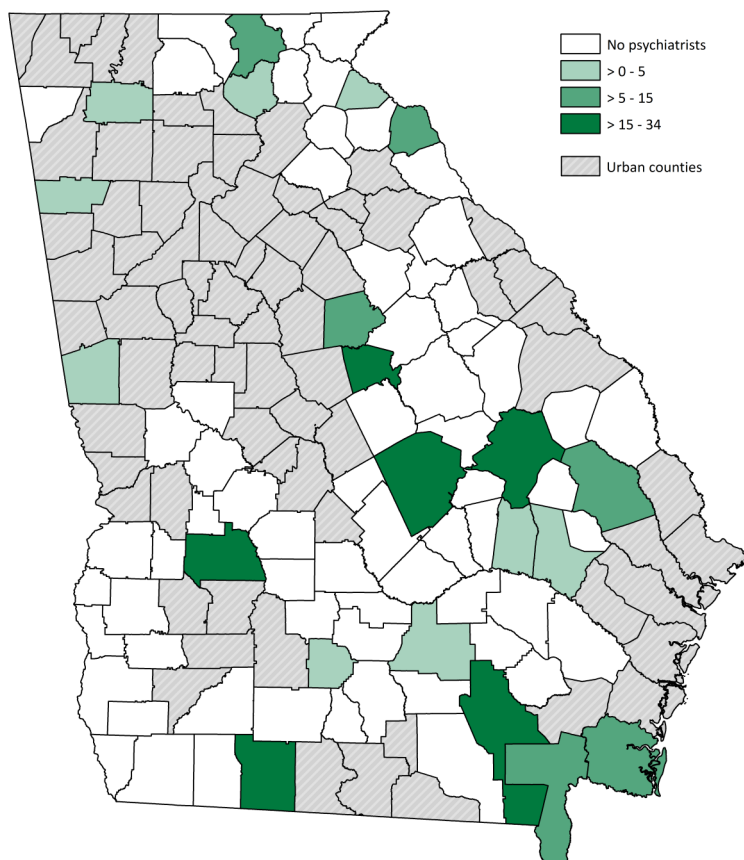 No psychiatrists
> 0 - 5
> 5 - 15
> 15 - 34
Urban counties